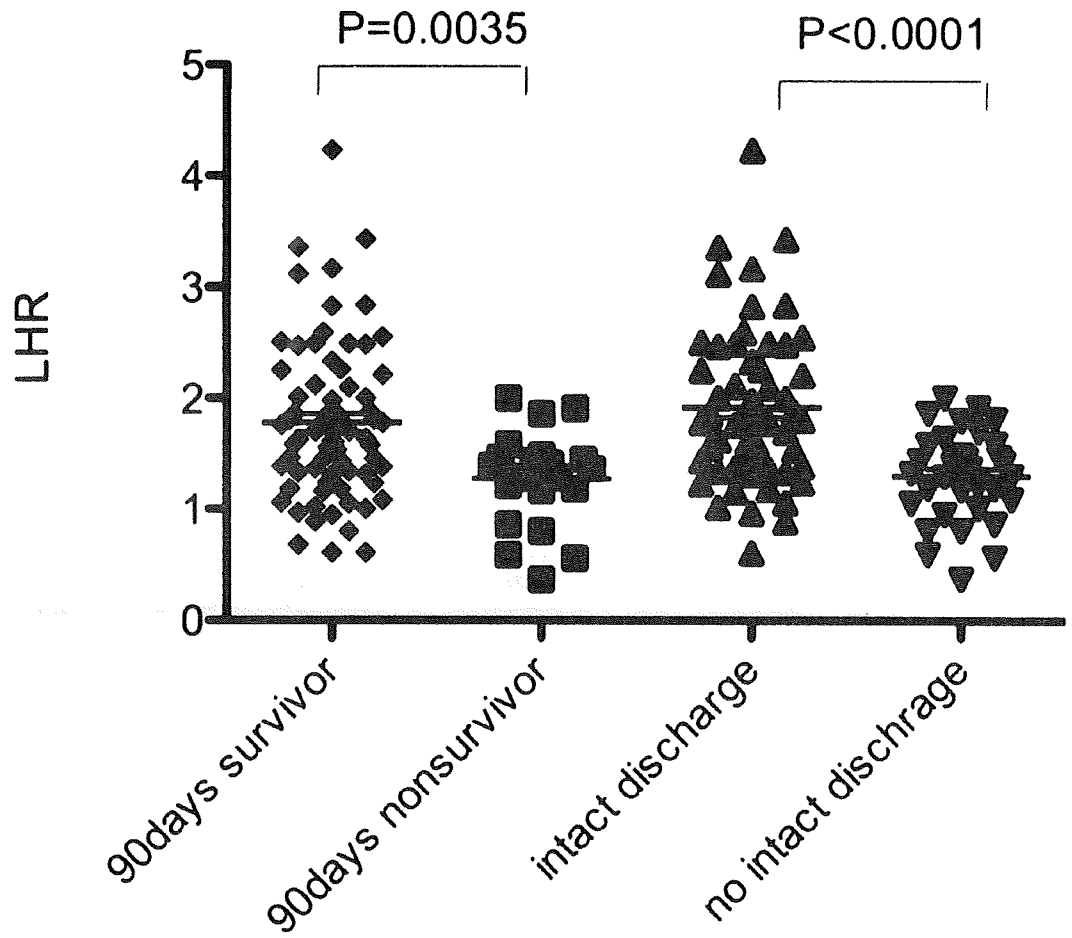 P=0.0035
P<0.0001
LHR
5
4
3
2
1
0
90days survivor
90days nonsurvivor
intact discharge
no intact dischrage